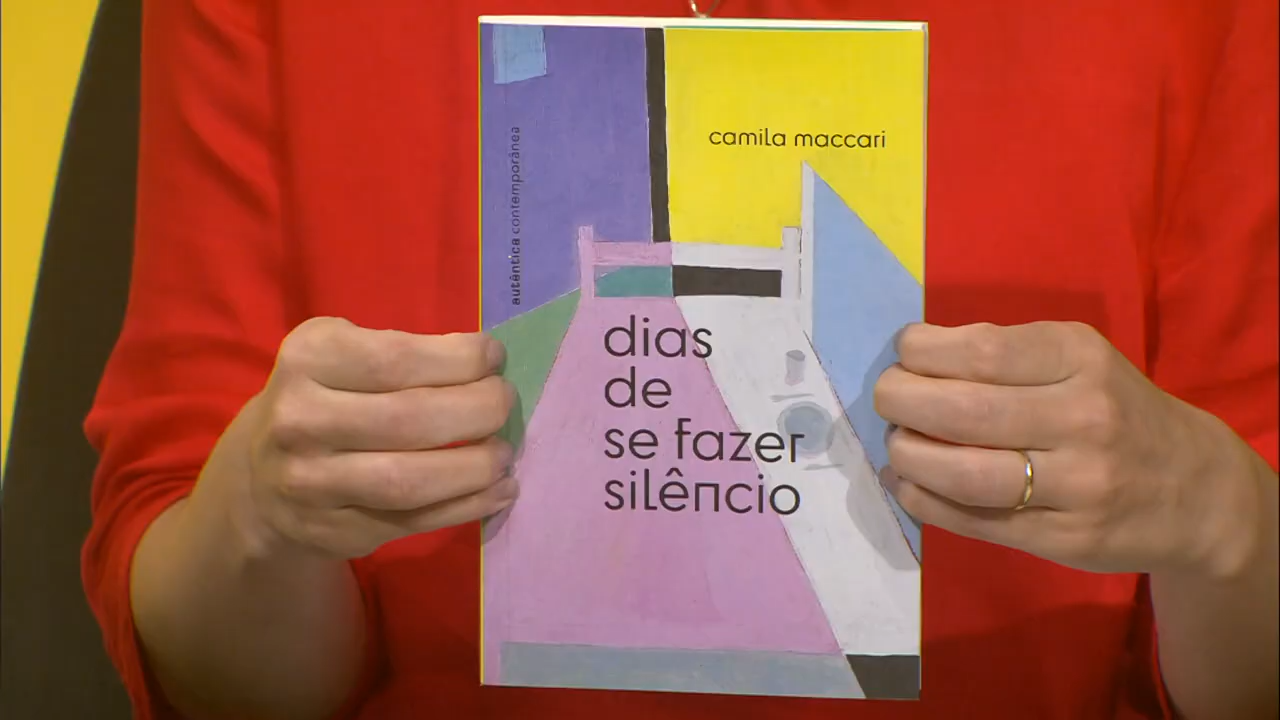 camila maccari
autêntica contemporânea
dias
de
se fazer
silêncio